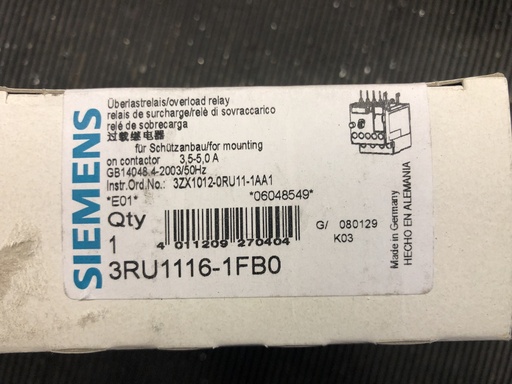 SIEMENS
Überlastrelais/overload relay
relais de surcharge/relè di sovraccarico
relé de sobrecarga
过载继电器
für Schützanbau/for mounting
on contactor 3,5-5,0 A
GB14048.4-2003/50Hz
Instr.Ord.No.: 3ZX1012-0RU11-1AA1
*E01* *06048549*
Qty
1
4 011209 270404
G/ 080129
K03
Made in Germany
HECHO EN ALEMANIA
3RU1116-1FB0